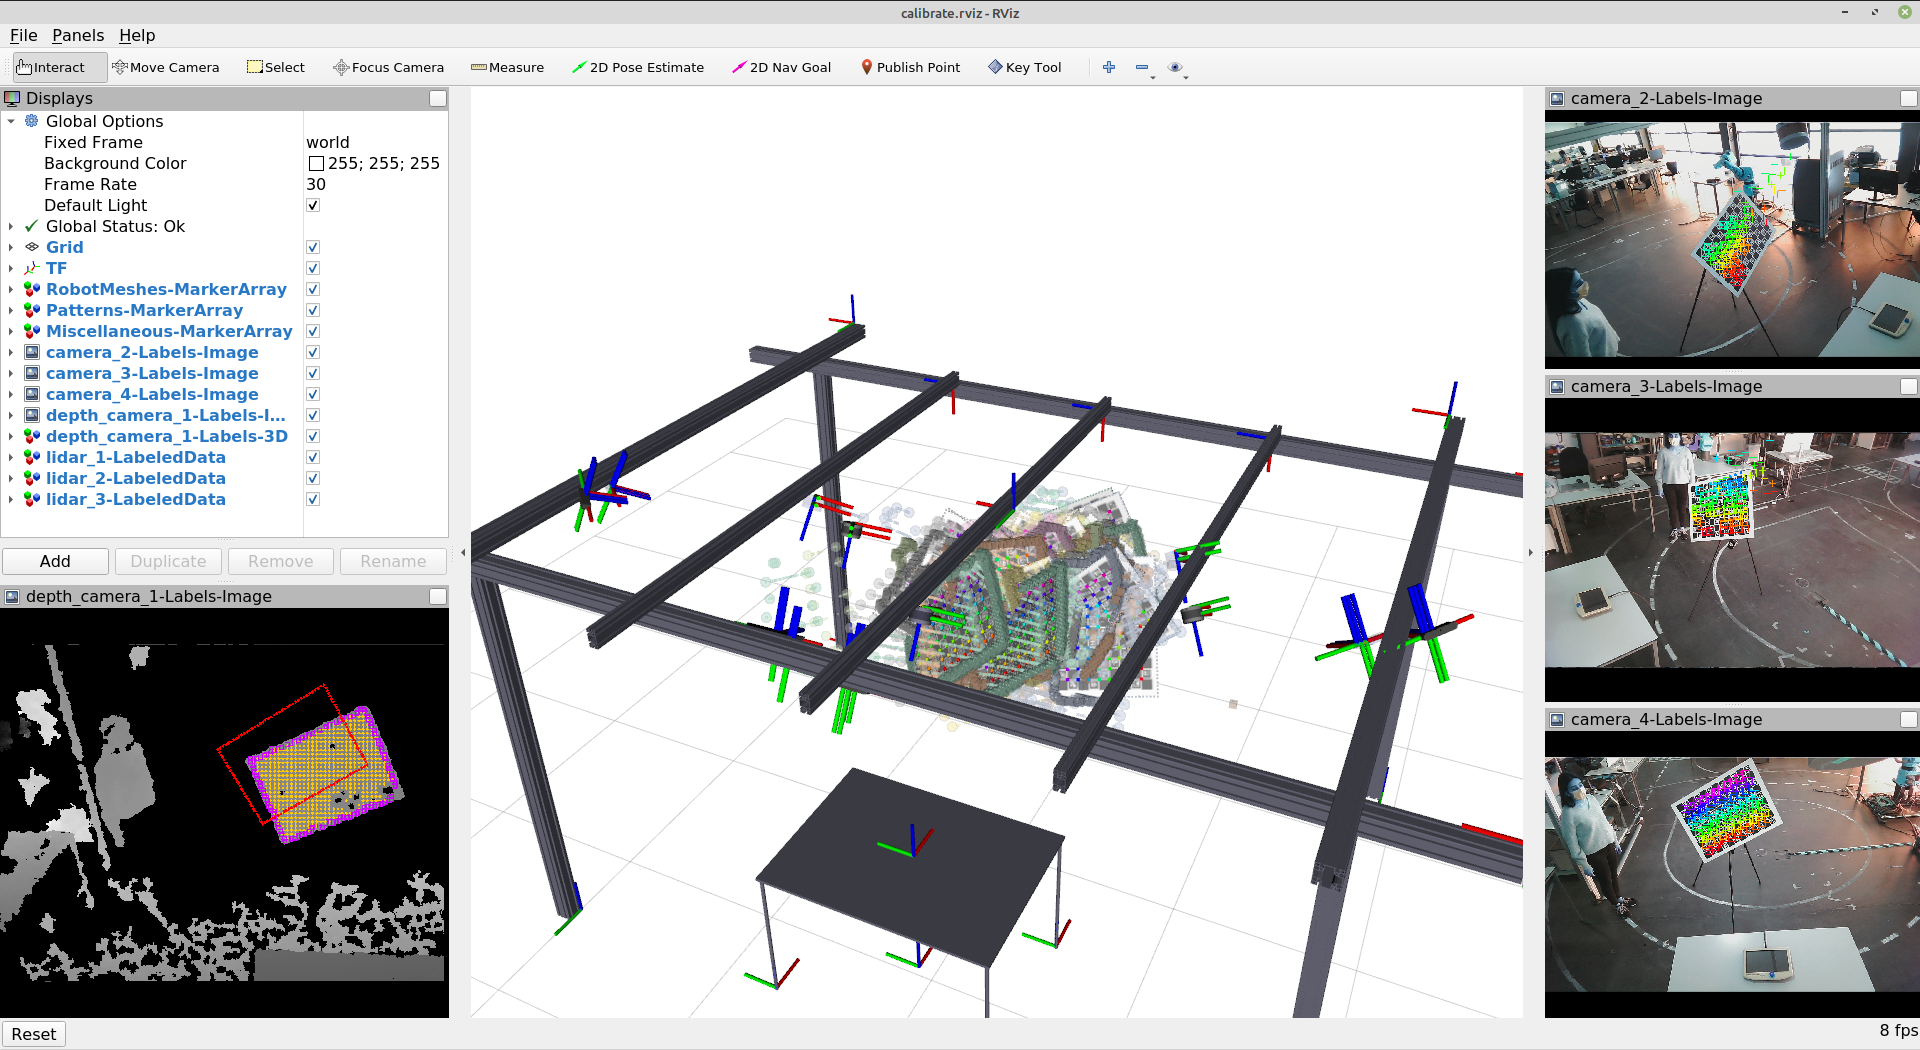 calibrate.rviz - RViz
File Panels Help
Interact Move Camera Select Focus Camera Measure 2D Pose Estimate 2D Nav Goal Publish Point Key Tool
Displays
Global Options
Fixed Frame world
Background Color 255; 255; 255
Frame Rate 30
Default Light
Global Status: Ok
Grid
TF
RobotMeshes-MarkerArray
Patterns-MarkerArray
Miscellaneous-MarkerArray
camera_2-Labels-Image
camera_3-Labels-Image
camera_4-Labels-Image
depth_camera_1-Labels-I...
depth_camera_1-Labels-3D
lidar_1-LabeledData
lidar_2-LabeledData
lidar_3-LabeledData
Add Duplicate Remove Rename
depth_camera_1-Labels-Image
Reset
camera_2-Labels-Image
camera_3-Labels-Image
camera_4-Labels-Image
8 fps